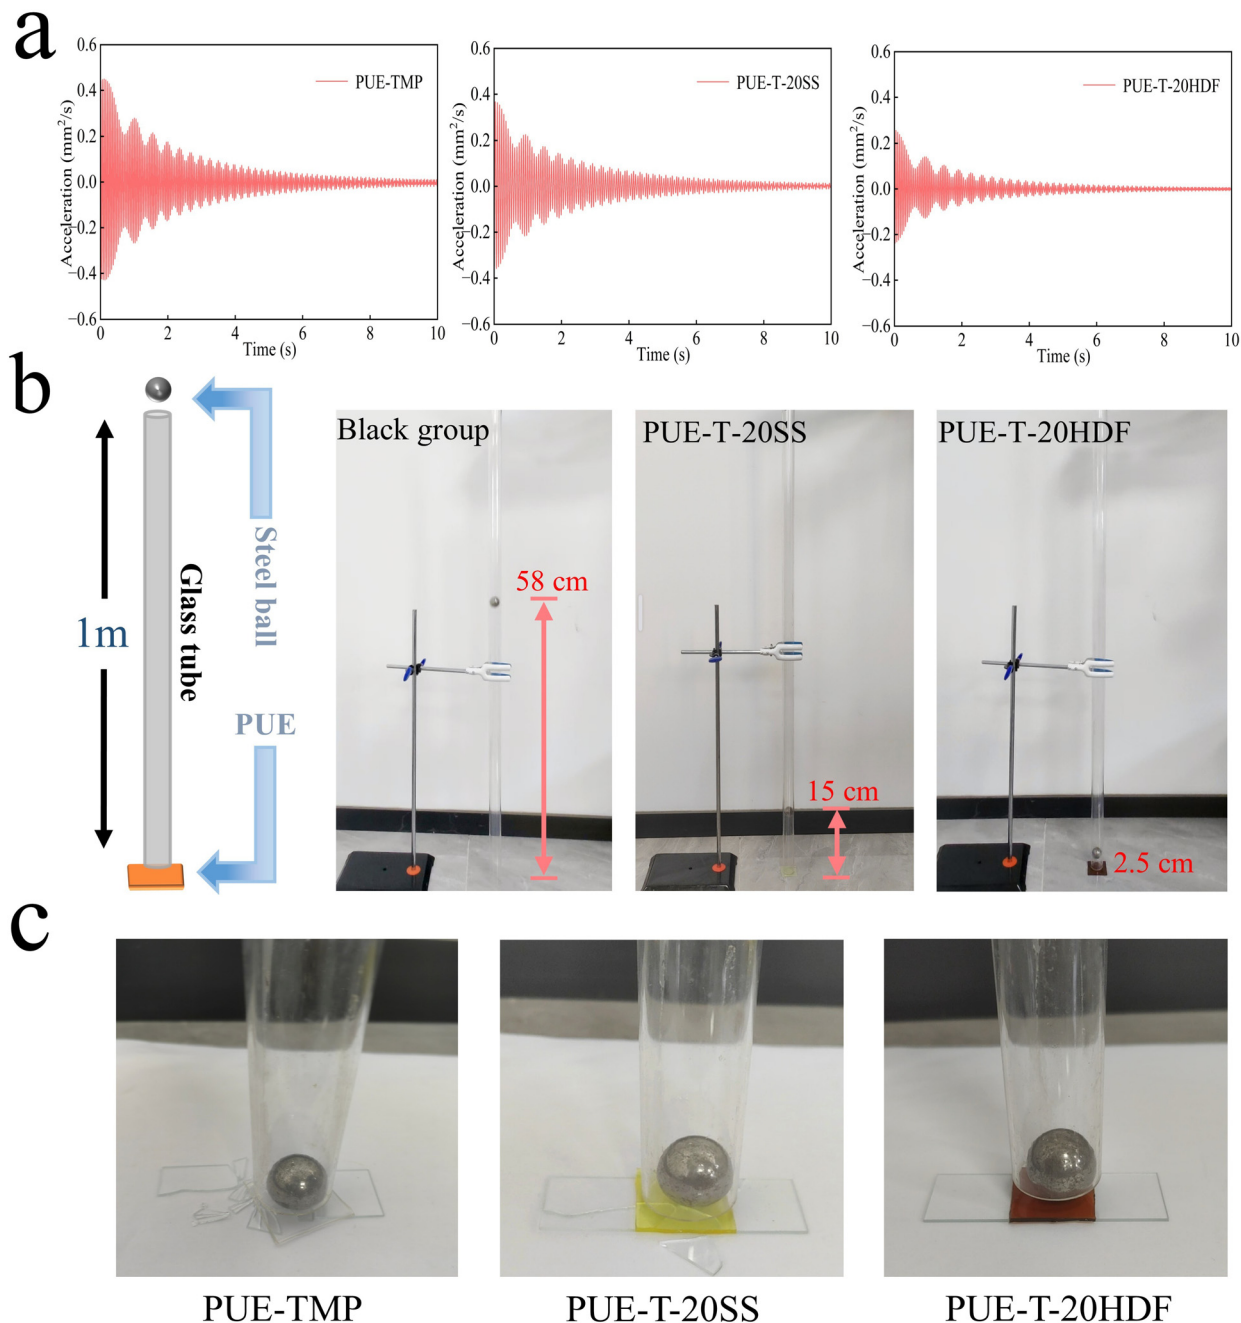 a
0.6
0.4
0.2
0.0
−0.2
−0.4
−0.6
0 2 4 6 8 10
Acceleration (mm²/s)
Time (s)
PUE-TMP
0.6
0.4
0.2
0.0
−0.2
−0.4
−0.6
0 2 4 6 8 10
Acceleration (mm²/s)
Time (s)
PUE-T-20SS
0.6
0.4
0.2
0.0
−0.2
−0.4
−0.6
0 2 4 6 8 10
Acceleration (mm²/s)
Time (s)
PUE-T-20HDF
b
1m
Glass tube
Steel ball
PUE
Black group
58 cm
PUE-T-20SS
15 cm
PUE-T-20HDF
2.5 cm
c
PUE-TMP
PUE-T-20SS
PUE-T-20HDF